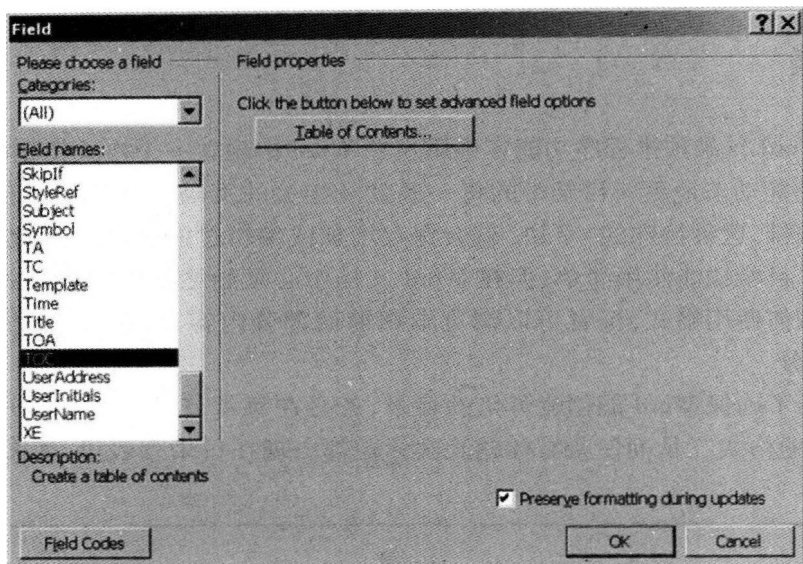 Field
Please choose a field
Categories:
(All)
Field names:
SkipIf
StyleRef
Subject
Symbol
TA
TC
Template
Time
Title
TOA
TOC
UserAddress
UserInitials
UserName
XE
Description:
Create a table of contents
Field Codes
Field properties
Click the button below to set advanced field options
Table of Contents...
Preserve formatting during updates
OK
Cancel